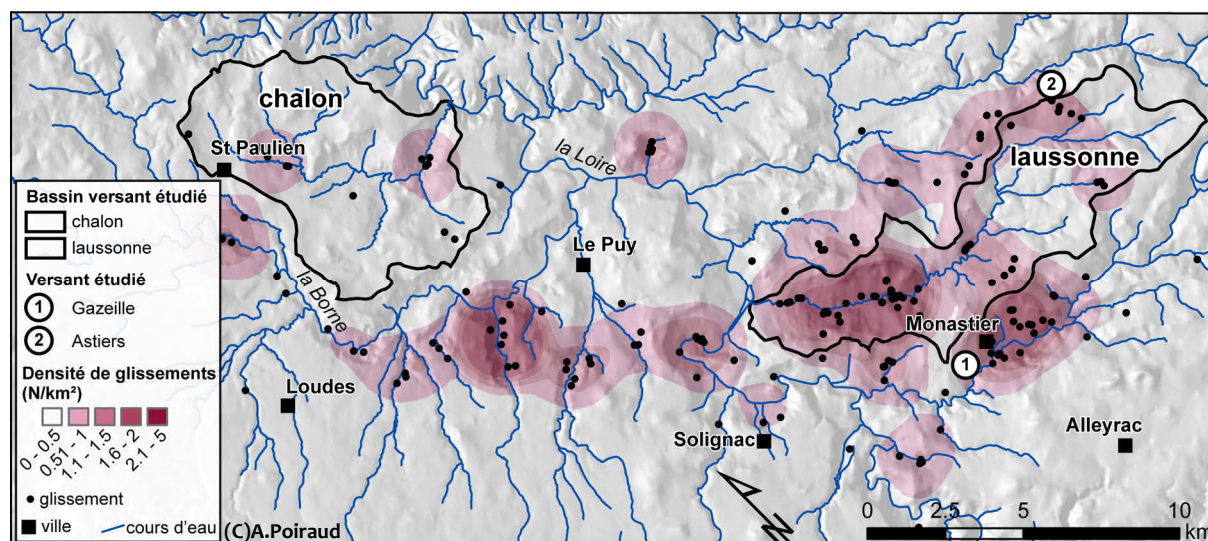 chalon
St Paulien
la Loire
laussonne
Le Puy
la Borne
Monastier
Loudes
Solignac
Alleyrac
1
2
Bassin versant étudié
chalon
laussonne
Versant étudié
1 Gazeille
2 Astiers
Densité de glissements
(N/km²)
0 - 0.5
0.51 - 1
1.1 - 1.5
1.6 - 2
2.1 - 5
glissement
ville
cours d'eau
(C)A.Poiraud
N
0 2.5 5 10
km